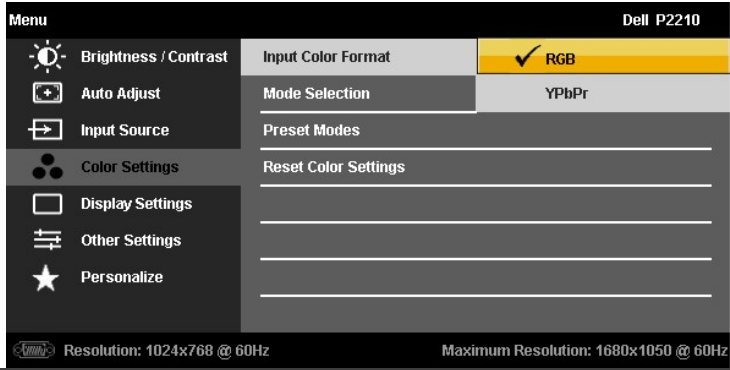 Menu Dell P2210
Brightness / Contrast Input Color Format RGB
Auto Adjust Mode Selection YPbPr
Input Source Preset Modes
Color Settings Reset Color Settings
Display Settings
Other Settings
Personalize
Resolution: 1024x768 @ 60Hz Maximum Resolution: 1680x1050 @ 60Hz